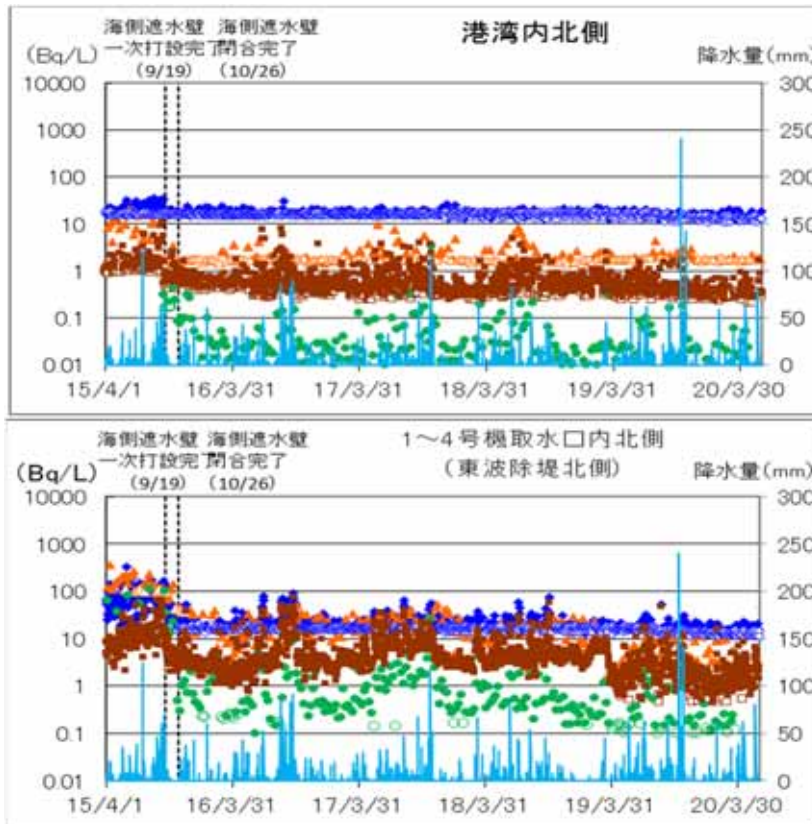 海側遮水壁 海側遮水壁 港湾内北側
一次打設完了 閉合完了
(Bq/L) (9/19) (10/26) 降水量(mm)
10000 300
1000 250
100 200
10 150
1 100
0.1 50
0.01 0
15/4/1 16/3/31 17/3/31 18/3/31 19/3/31 20/3/30
海側遮水壁 海側遮水壁 1～4号機取水口内北側
一次打設完了 閉合完了 (東波除堤北側)
(Bq/L) (9/19) (10/26) 降水量(mm)
10000 300
1000 250
100 200
10 150
1 100
0.1 50
0.01 0
15/4/1 16/3/31 17/3/31 18/3/31 19/3/31 20/3/30